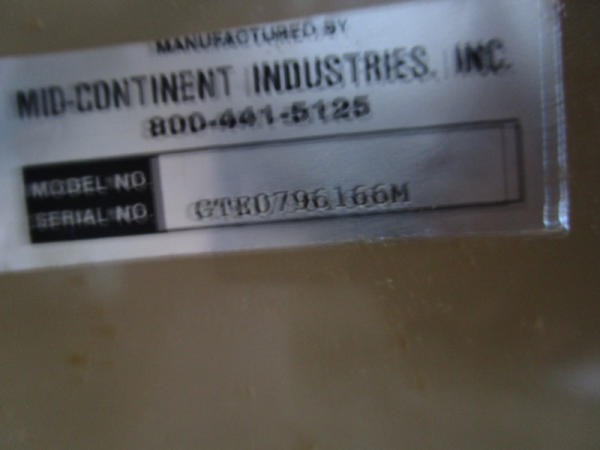 MANUFACTURED BY
MID-CONTINENT INDUSTRIES, INC.
800-441-5125
MODEL NO.
SERIAL NO. GTE0796166M